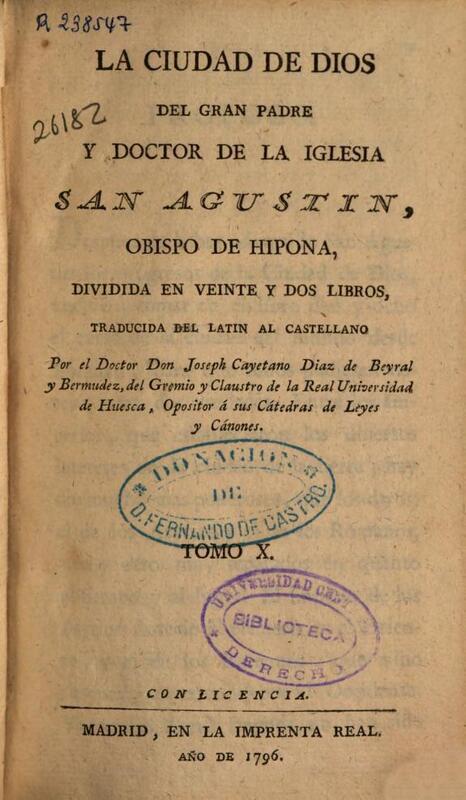 R 238547
LA CIUDAD DE DIOS
DEL GRAN PADRE
26182
Y DOCTOR DE LA IGLESIA
SAN AGUSTIN,
OBISPO DE HIPONA,
DIVIDIDA EN VEINTE Y DOS LIBROS,
TRADUCIDA DEL LATIN AL CASTELLANO
Por el Doctor Don Joseph Cayetano Diaz de Beyral
y Bermudez, del Gremio y Claustro de la Real Universidad
de Huesca, Opositor á sus Cátedras de Leyes
y Cánones.
* DONACION *
DE
D. FERNANDO DE CASTRO.
TOMO X.
UNIVERSIDAD CENT
BIBLIOTECA
* DERECHO *
CON LICENCIA.
MADRID, EN LA IMPRENTA REAL.
AÑO DE 1796.